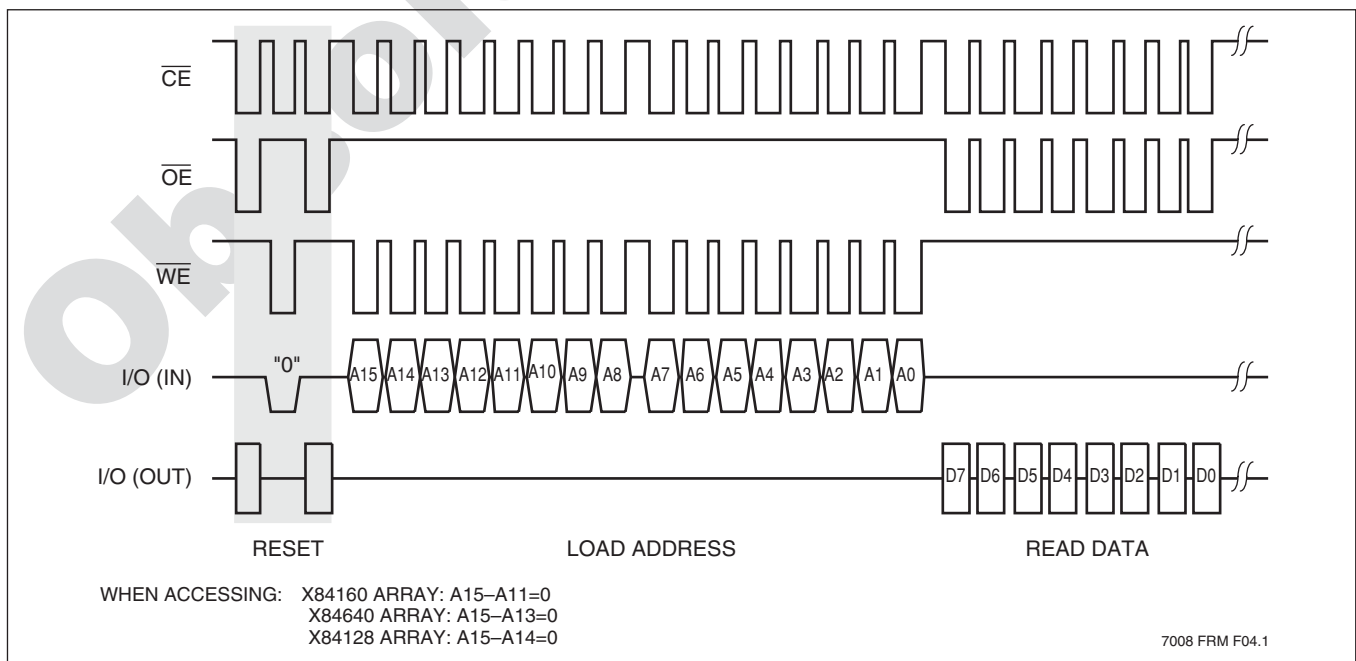 Obsol
CE
OE
WE
I/O (IN)
"0"
A15 A14 A13 A12 A11 A10 A9 A8 A7 A6 A5 A4 A3 A2 A1 A0
I/O (OUT)
D7 D6 D5 D4 D3 D2 D1 D0
RESET LOAD ADDRESS READ DATA
WHEN ACCESSING: X84160 ARRAY: A15–A11=0
X84640 ARRAY: A15–A13=0
X84128 ARRAY: A15–A14=0
7008 FRM F04.1